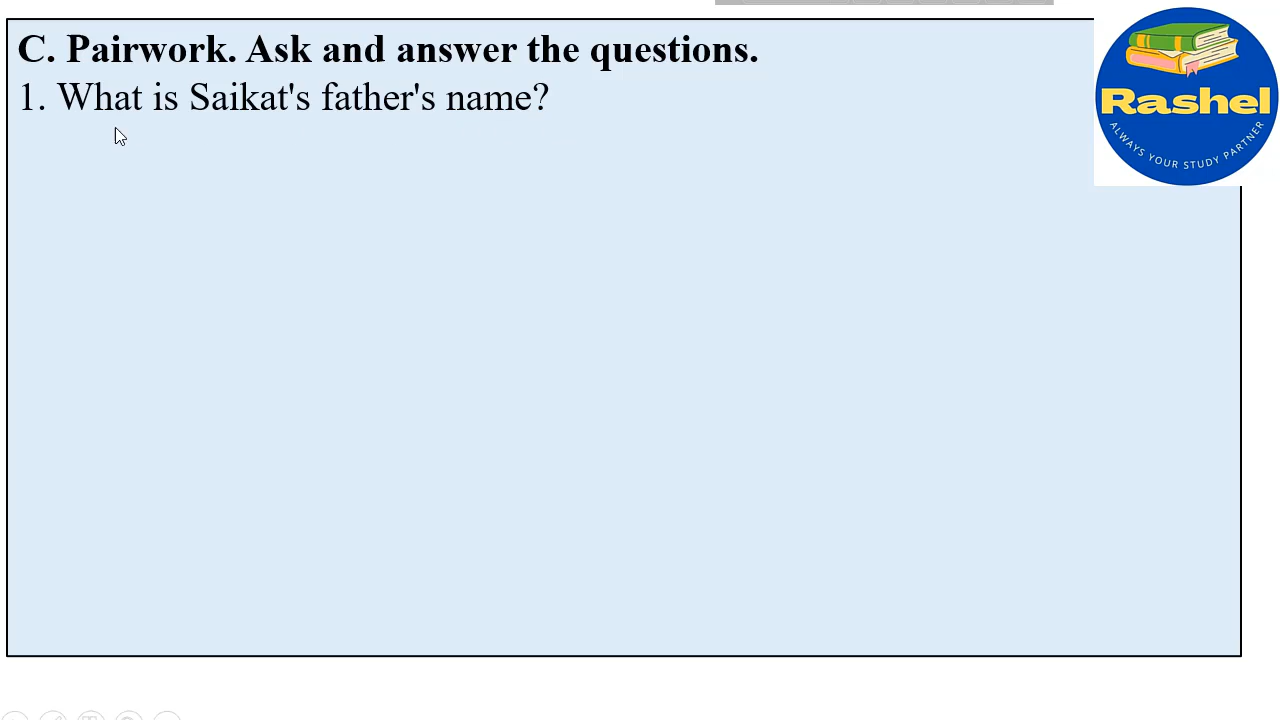 C. Pairwork. Ask and answer the questions.
1. What is Saikat's father's name?
Rashel
ALWAYS YOUR STUDY PARTNER